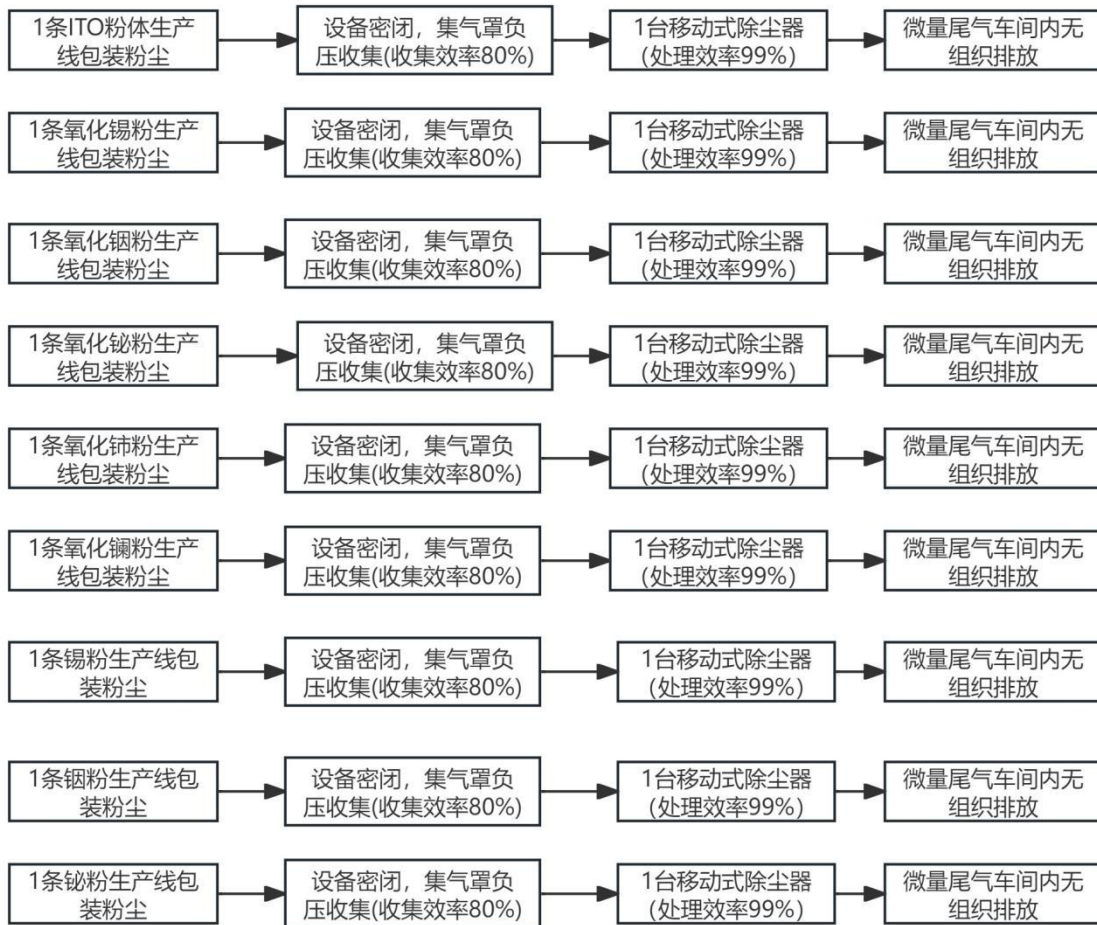 1条ITO粉体生产
线包装粉尘
设备密闭，集气罩负
压收集(收集效率80%)
1台移动式除尘器
（处理效率99%）
微量尾气车间内无
组织排放
1条氧化锡粉生产
线包装粉尘
设备密闭，集气罩负
压收集(收集效率80%)
1台移动式除尘器
（处理效率99%）
微量尾气车间内无
组织排放
1条氧化铟粉生产
线包装粉尘
设备密闭，集气罩负
压收集(收集效率80%)
1台移动式除尘器
（处理效率99%）
微量尾气车间内无
组织排放
1条氧化铋粉生产
线包装粉尘
设备密闭，集气罩负
压收集(收集效率80%)
1台移动式除尘器
（处理效率99%）
微量尾气车间内无
组织排放
1条氧化铈粉生产
线包装粉尘
设备密闭，集气罩负
压收集(收集效率80%)
1台移动式除尘器
（处理效率99%）
微量尾气车间内无
组织排放
1条氧化镧粉生产
线包装粉尘
设备密闭，集气罩负
压收集(收集效率80%)
1台移动式除尘器
（处理效率99%）
微量尾气车间内无
组织排放
1条锡粉生产线包
装粉尘
设备密闭，集气罩负
压收集(收集效率80%)
1台移动式除尘器
（处理效率99%）
微量尾气车间内无
组织排放
1条铟粉生产线包
装粉尘
设备密闭，集气罩负
压收集(收集效率80%)
1台移动式除尘器
（处理效率99%）
微量尾气车间内无
组织排放
1条铋粉生产线包
装粉尘
设备密闭，集气罩负
压收集(收集效率80%)
1台移动式除尘器
（处理效率99%）
微量尾气车间内无
组织排放